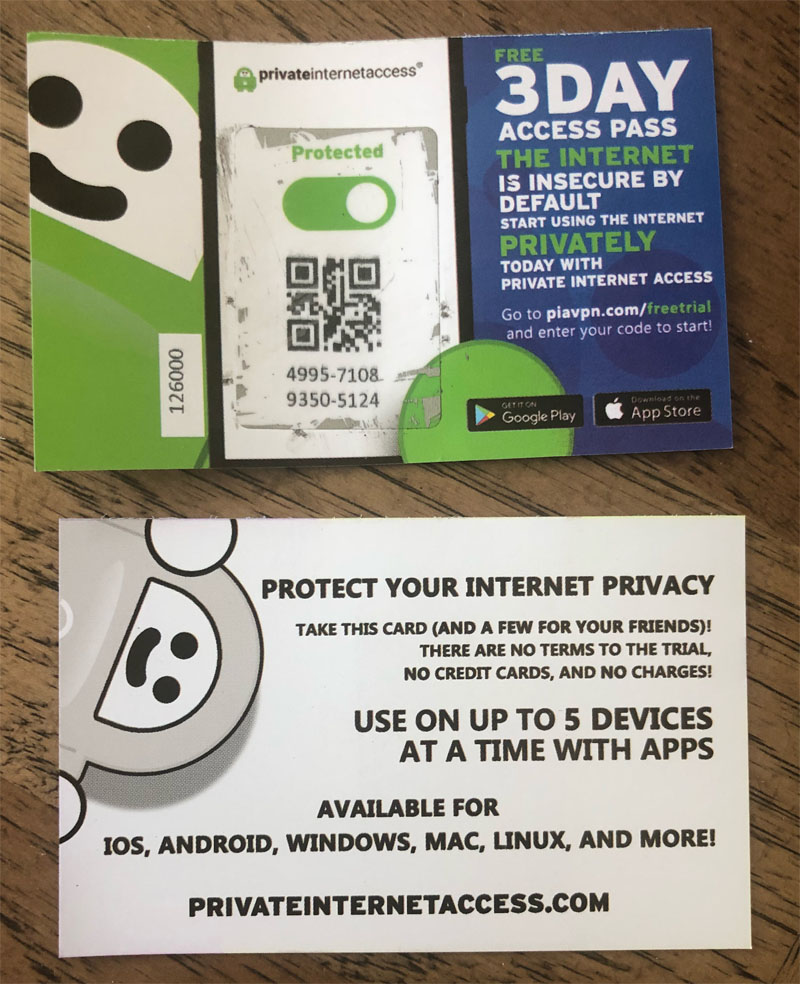 privateinternetaccess®
Protected
4995-7108
9350-5124
126000
FREE
3DAY
ACCESS PASS
THE INTERNET
IS INSECURE BY
DEFAULT
START USING THE INTERNET
PRIVATELY
TODAY WITH
PRIVATE INTERNET ACCESS
Go to piavpn.com/freetrial
and enter your code to start!
GET IT ON
Google Play
Download on the
App Store
PROTECT YOUR INTERNET PRIVACY
TAKE THIS CARD (AND A FEW FOR YOUR FRIENDS)!
THERE ARE NO TERMS TO THE TRIAL,
NO CREDIT CARDS, AND NO CHARGES!
USE ON UP TO 5 DEVICES
AT A TIME WITH APPS
AVAILABLE FOR
IOS, ANDROID, WINDOWS, MAC, LINUX, AND MORE!
PRIVATEINTERNETACCESS.COM